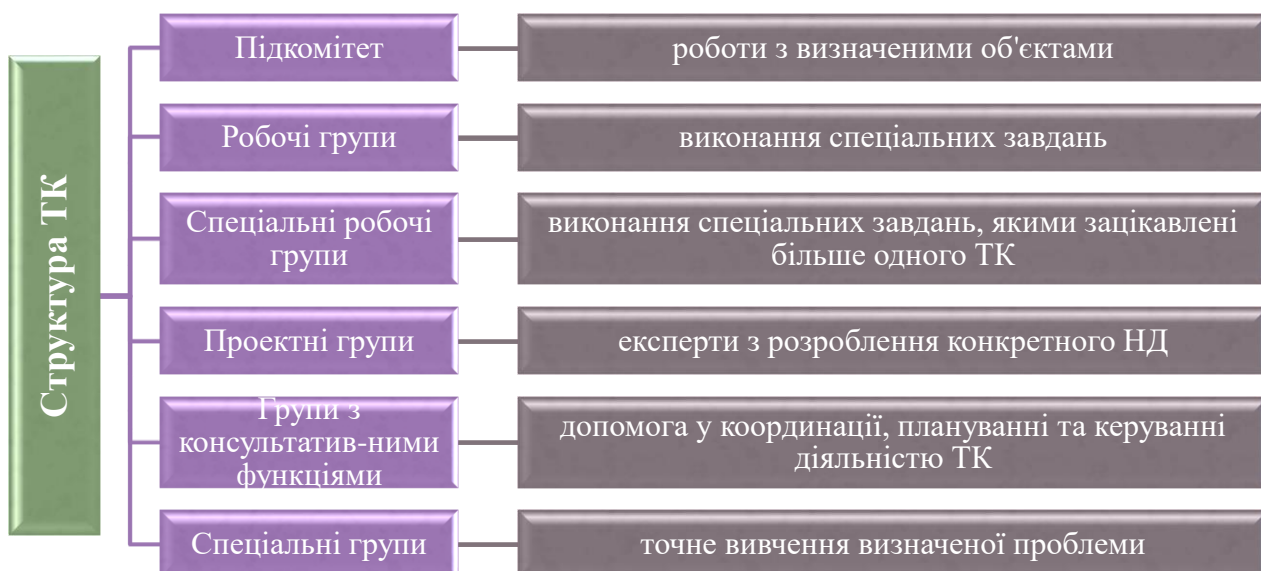 Структура ТК
Підкомітет
роботи з визначеними об'єктами
Робочі групи
виконання спеціальних завдань
Спеціальні робочі
групи
виконання спеціальних завдань, якими зацікавлені
більше одного ТК
Проектні групи
експерти з розроблення конкретного НД
Групи з
консультатив-ними
функціями
допомога у координації, плануванні та керуванні
діяльністю ТК
Спеціальні групи
точне вивчення визначеної проблеми